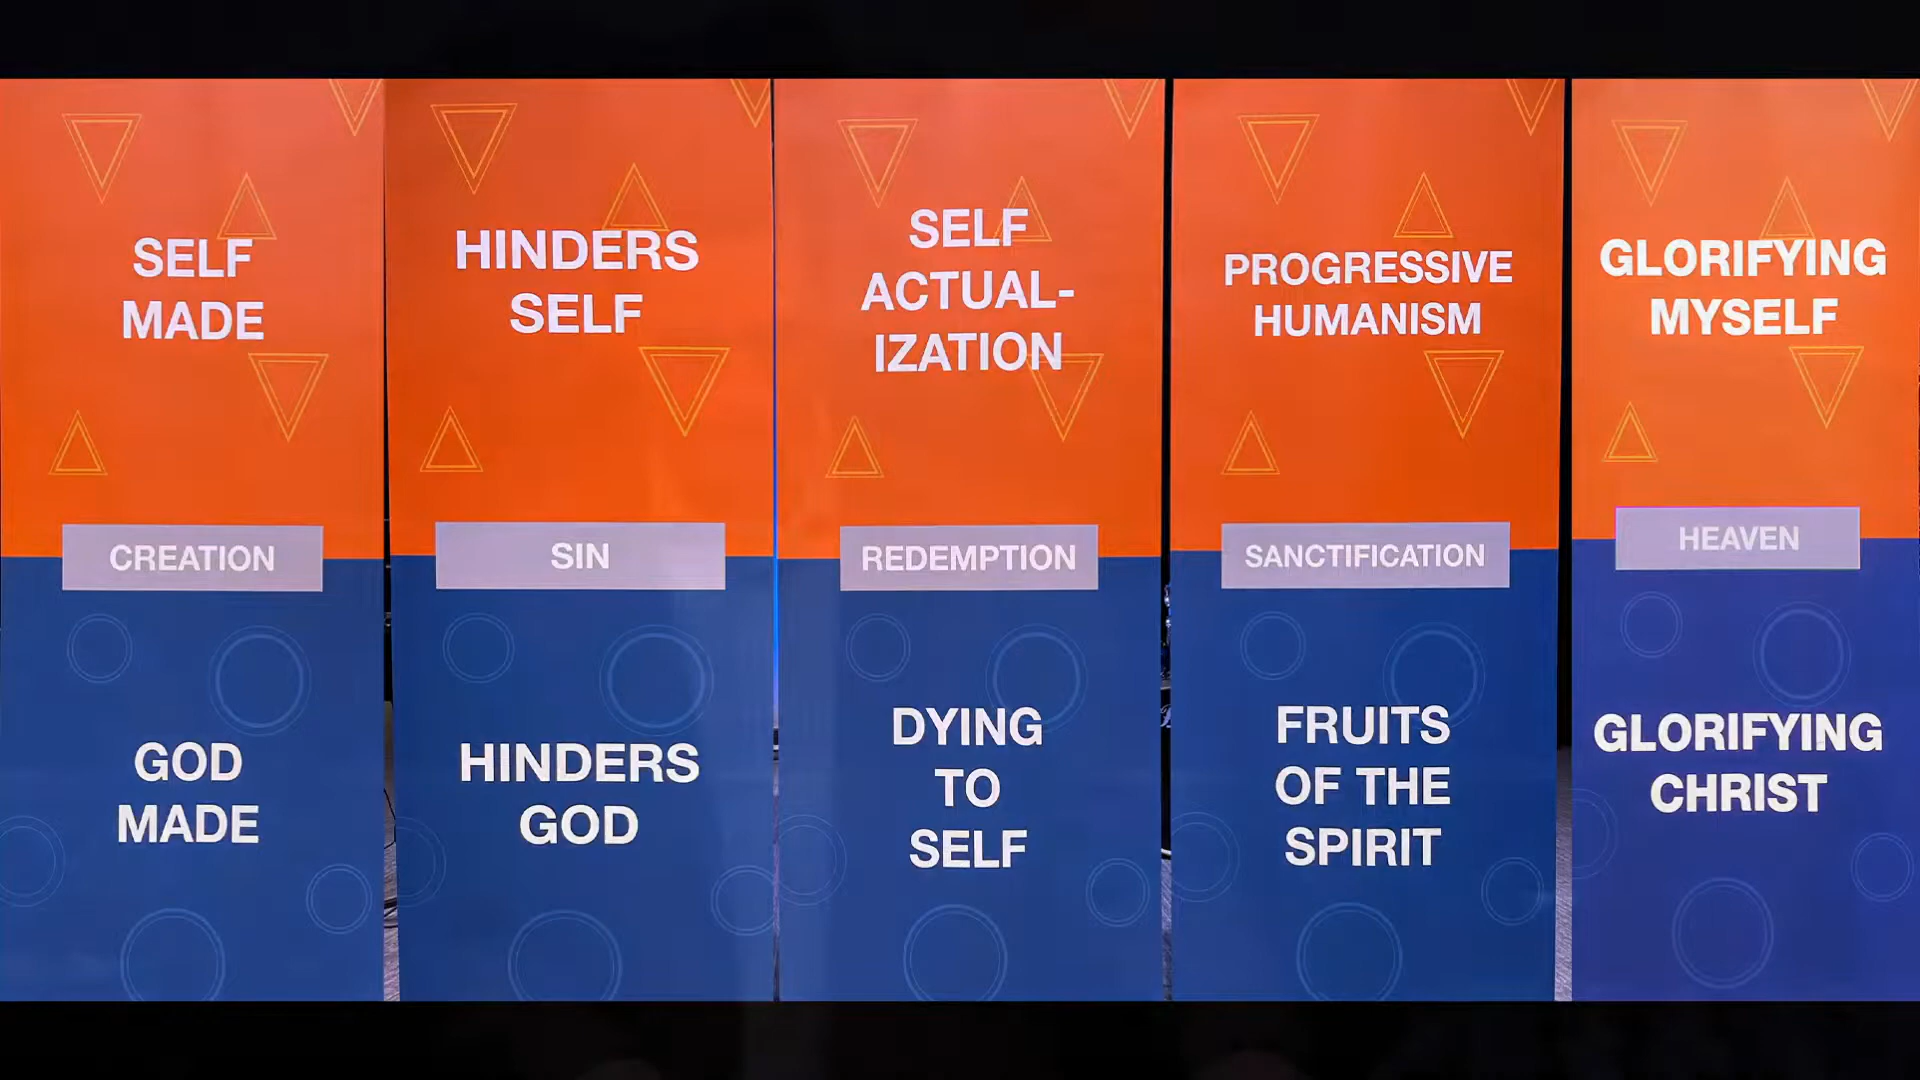 SELF
MADE
CREATION
GOD
MADE
HINDERS
SELF
SIN
HINDERS
GOD
SELF
ACTUAL-
IZATION
REDEMPTION
DYING
TO
SELF
PROGRESSIVE
HUMANISM
SANCTIFICATION
FRUITS
OF THE
SPIRIT
GLORIFYING
MYSELF
HEAVEN
GLORIFYING
CHRIST